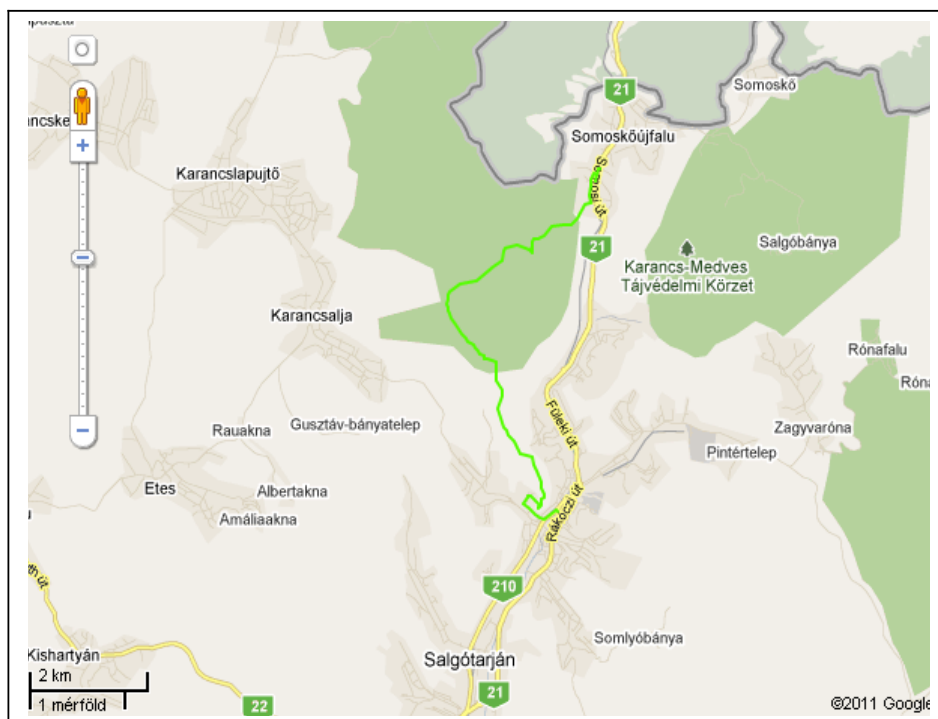 21
Somoskő
Somoskőújfalu
Karancslapujtő
Somosi út
Salgóbánya
21
Karancs-Medves
Tájvédelmi Körzet
Karancsalja
Rónafalu
Füleki út
Gusztáv-bányatelep
Rauakna
Zagyvaróna
Pintértelep
Etes
Albertakna
Amáliaakna
Rákóczi út
210
Somlyóbánya
Kishartyán
Salgótarján
2 km
21
22
1 mérföld
©2011 Google